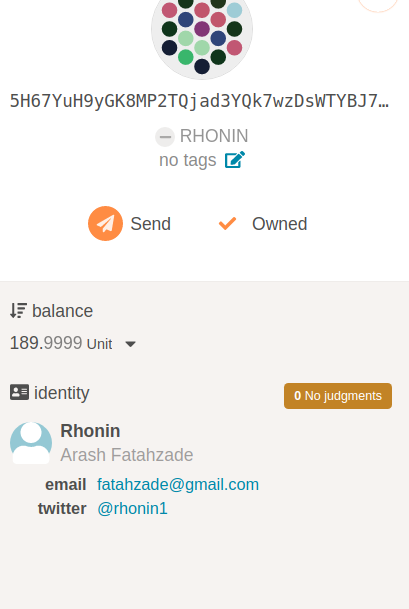 5H67YuH9yGK8MP2TQjad3YQk7wzDsWTYBJ7…
RHONIN
no tags
Send Owned
balance
189.9999 Unit
identity 0 No judgments
Rhonin
Arash Fatahzade
email fatahzade@gmail.com
twitter @rhonin1